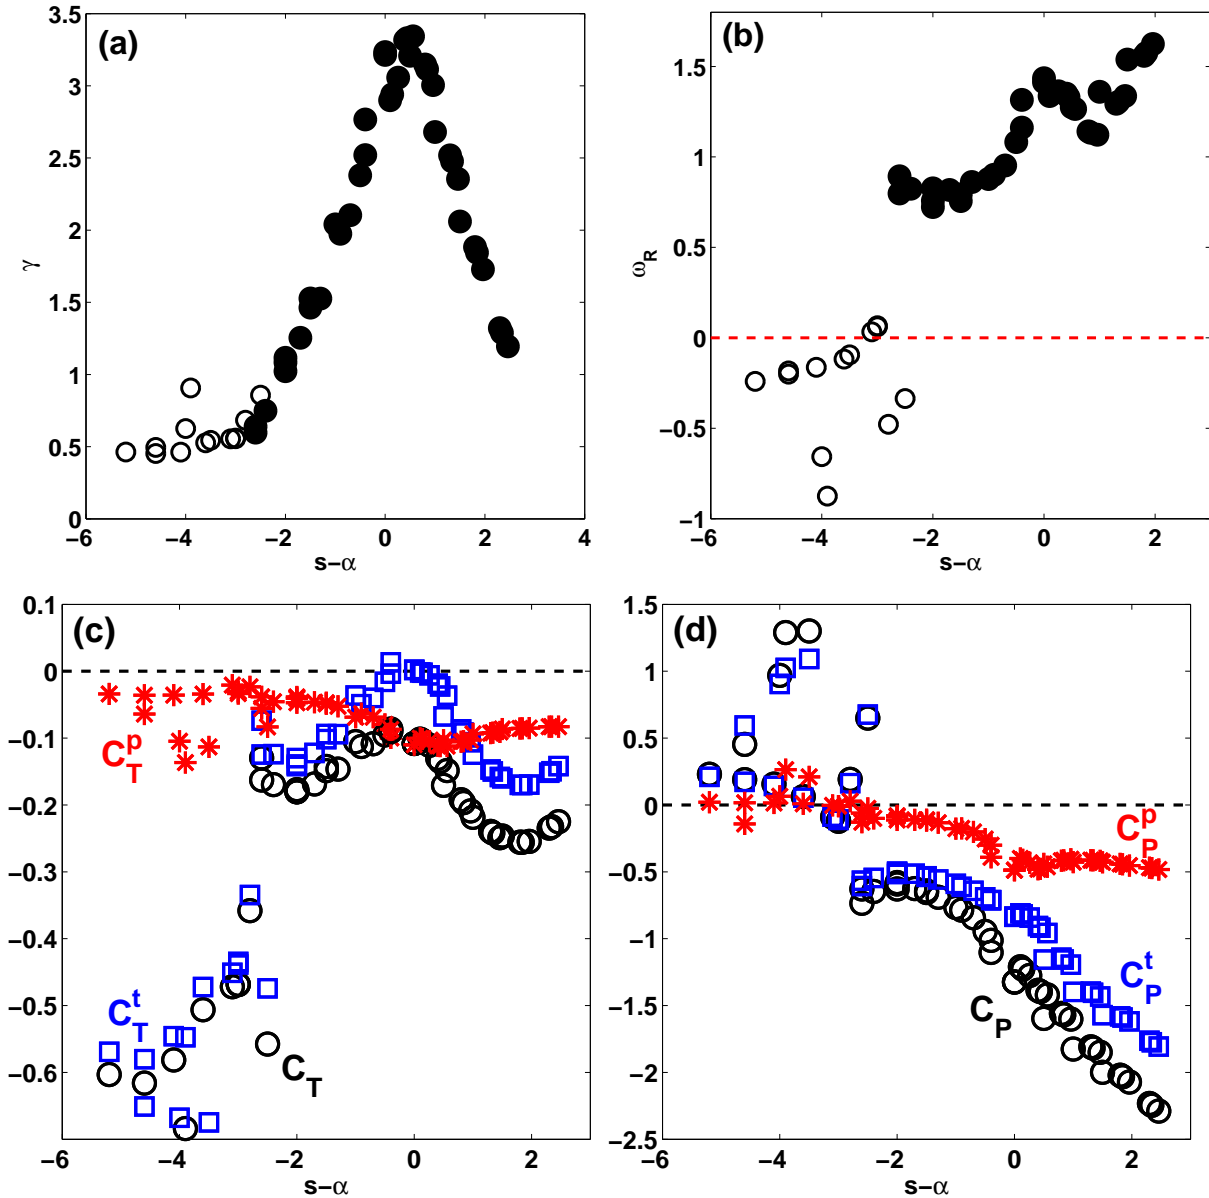 (a)
4
3.5
3
2.5
2
1.5
1
0.5
0
γ
−6 −4 −2 0 2 4
s−α
(b)
1.5
1
0.5
0
−0.5
−1
ω_R
−6 −4 −2 0 2
s−α
(c)
0.1
0
−0.1
−0.2
−0.3
−0.4
−0.5
−0.6
C_T^p
C_T^t
C_T
−6 −4 −2 0 2
s−α
(d)
1.5
1
0.5
0
−0.5
−1
−1.5
−2
−2.5
C_P^p
C_P^t
C_P
−6 −4 −2 0 2
s−α